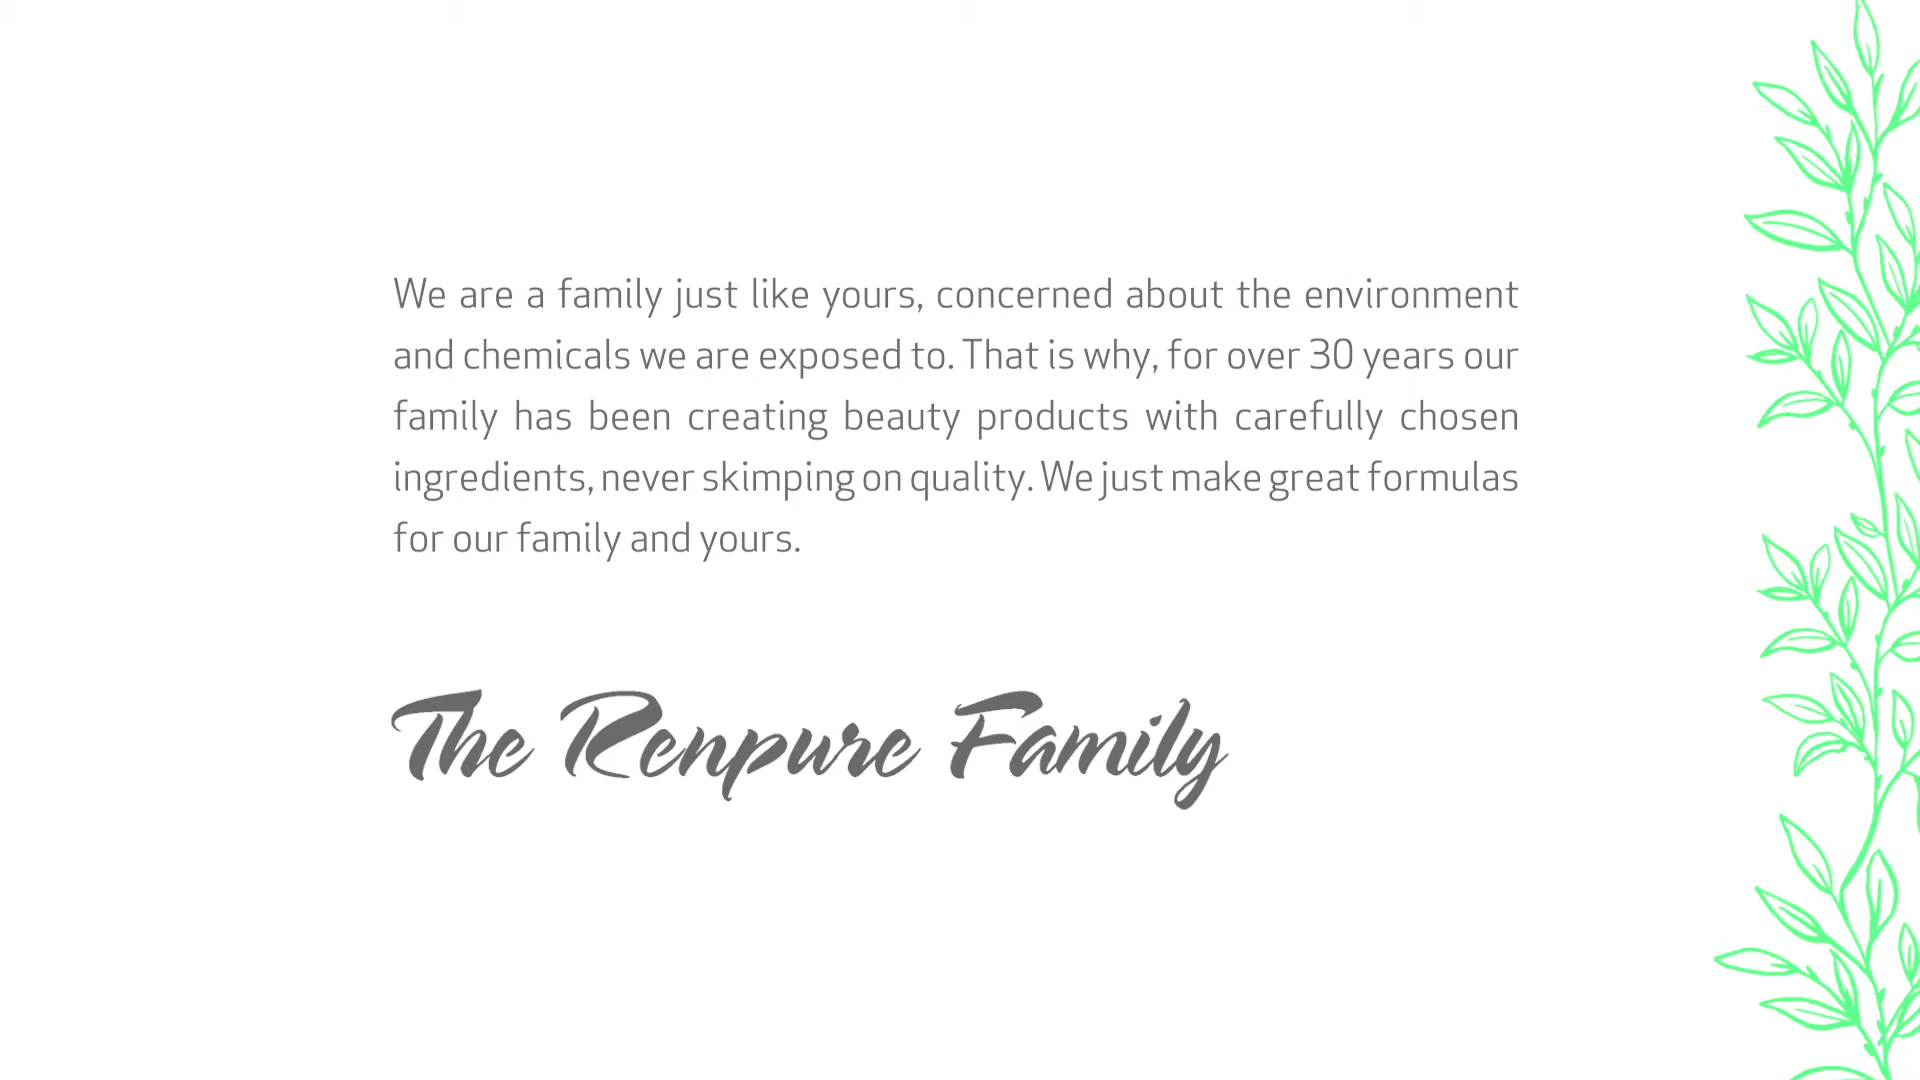 We are a family just like yours, concerned about the environment
and chemicals we are exposed to. That is why, for over 30 years our
family has been creating beauty products with carefully chosen
ingredients, never skimping on quality. We just make great formulas
for our family and yours.
The Renpure Family